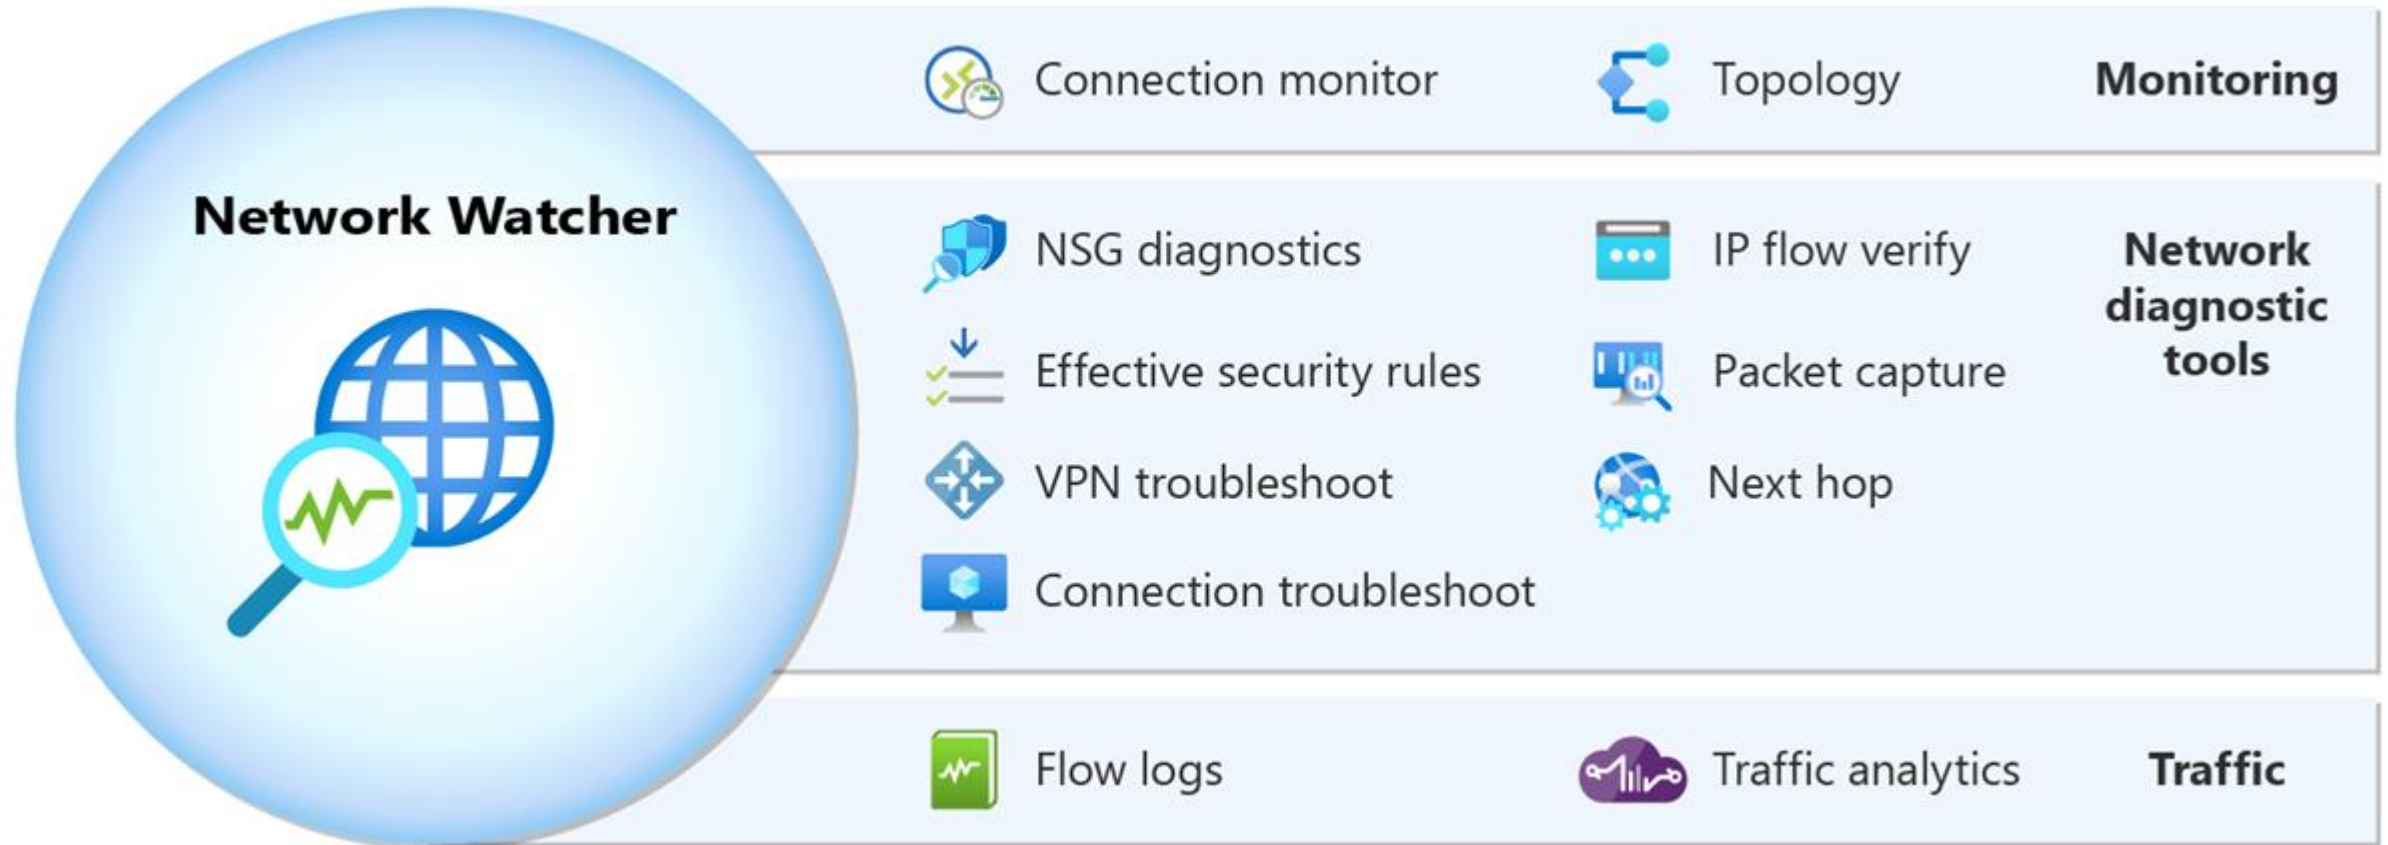 Network Watcher
Connection monitor
Topology
Monitoring
NSG diagnostics
IP flow verify
Network
diagnostic
tools
Effective security rules
Packet capture
VPN troubleshoot
Next hop
Connection troubleshoot
Flow logs
Traffic analytics
Traffic